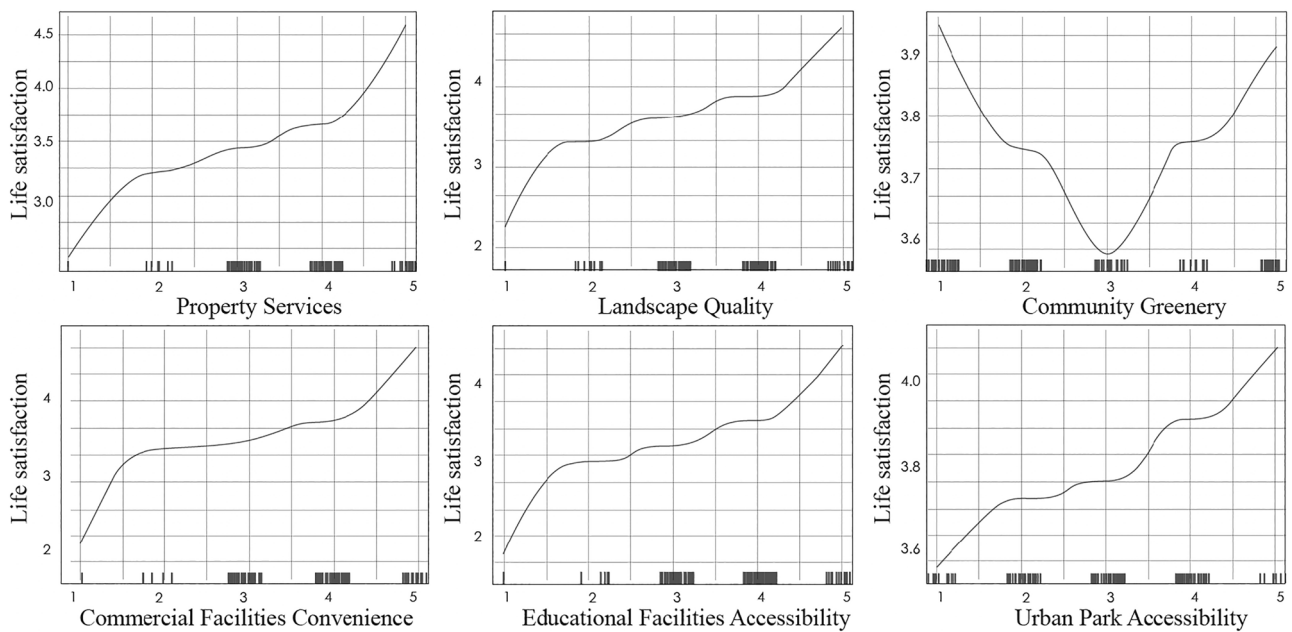 Life satisfaction
4.5
4.0
3.5
3.0
1 2 3 4 5
Property Services
Life satisfaction
4
3
2
1 2 3 4 5
Landscape Quality
Life satisfaction
3.9
3.8
3.7
3.6
1 2 3 4 5
Community Greenery
Life satisfaction
4
3
2
1 2 3 4 5
Commercial Facilities Convenience
Life satisfaction
4
3
2
1 2 3 4 5
Educational Facilities Accessibility
Life satisfaction
4.0
3.8
3.6
1 2 3 4 5
Urban Park Accessibility